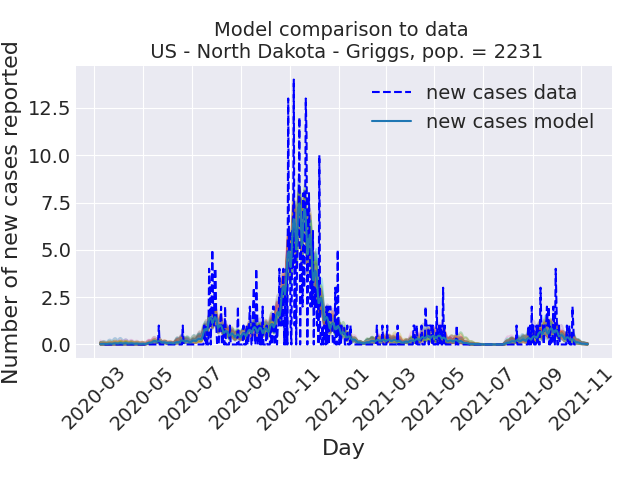 Model comparison to data
US - North Dakota - Griggs, pop. = 2231
Number of new cases reported
12.5
10.0
7.5
5.0
2.5
0.0
new cases data
new cases model
2020-03
2020-05
2020-07
2020-09
2020-11
2021-01
2021-03
2021-05
2021-07
2021-09
2021-11
Day